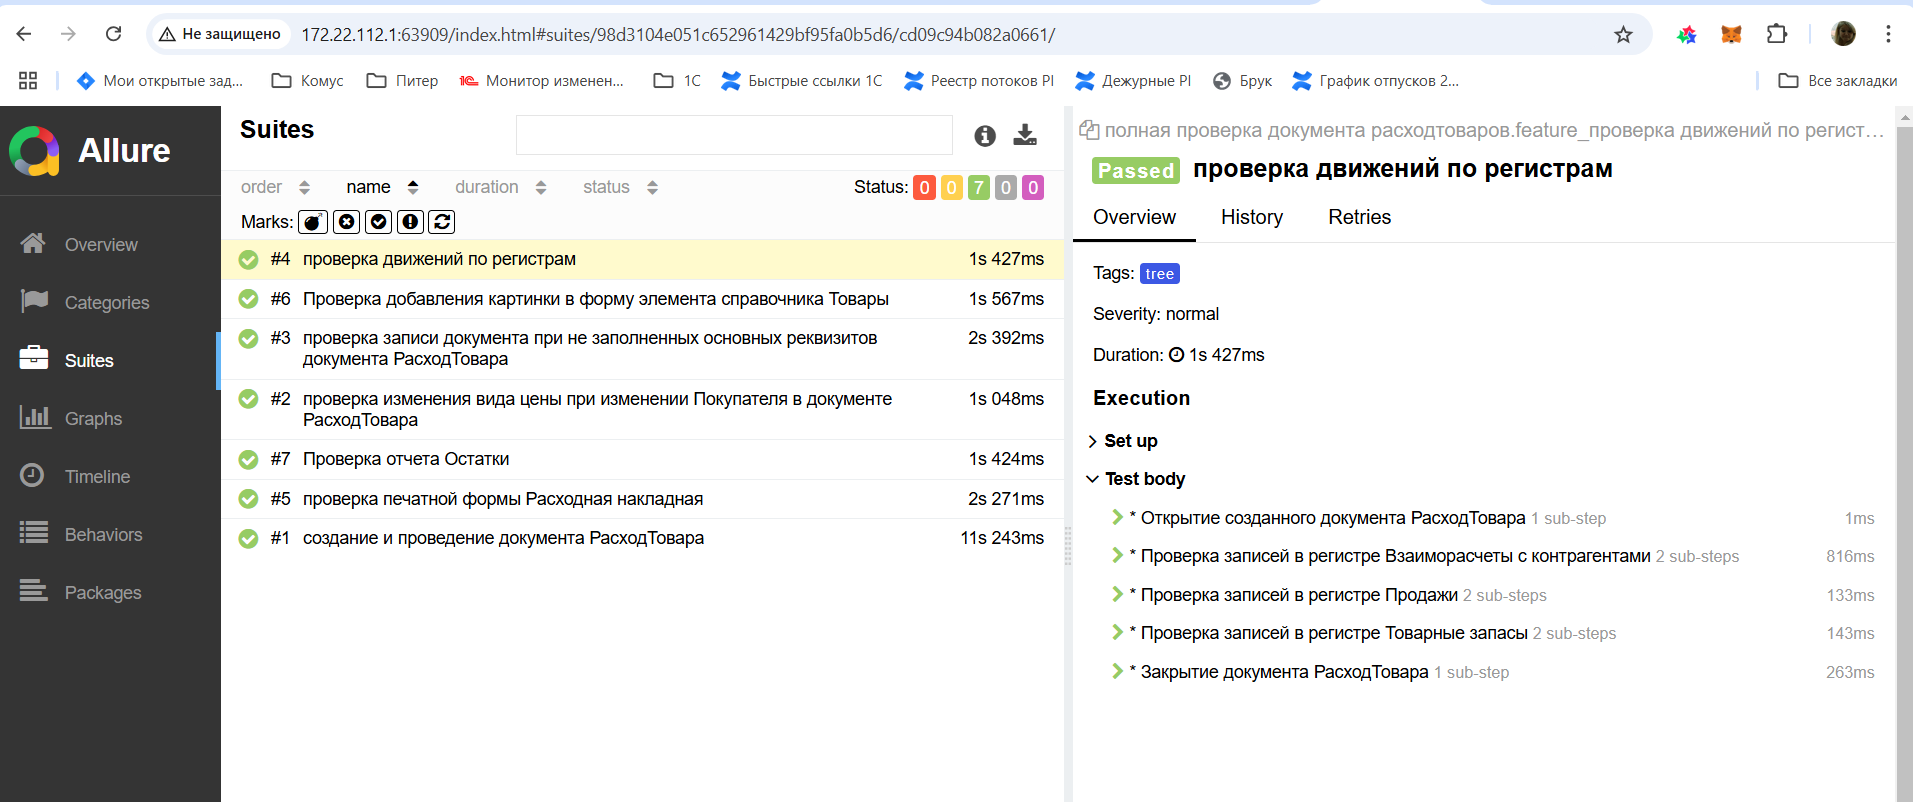 Не защищено
172.22.112.1:63909/index.html#suites/98d3104e051c652961429bf95fa0b5d6/cd09c94b082a0661/
Мои открытые зад...
Комус
Питер
Монитор изменен...
1С
Быстрые ссылки 1С
Реестр потоков PI
Дежурные PI
Брук
График отпусков 2...
Все закладки
Allure
Overview
Categories
Suites
Graphs
Timeline
Behaviors
Packages
Suites
order name duration status Status: 0 0 7 0 0
Marks:
#4 проверка движений по регистрам 1s 427ms
#6 Проверка добавления картинки в форму элемента справочника Товары 1s 567ms
#3 проверка записи документа при не заполненных основных реквизитов
документа РасходТовара 2s 392ms
#2 проверка изменения вида цены при изменении Покупателя в документе
РасходТовара 1s 048ms
#7 Проверка отчета Остатки 1s 424ms
#5 проверка печатной формы Расходная накладная 2s 271ms
#1 создание и проведение документа РасходТовара 11s 243ms
полная проверка документа расходтоваров.feature_проверка движений по регист...
Passed проверка движений по регистрам
Overview History Retries
Tags: tree
Severity: normal
Duration: 1s 427ms
Execution
Set up
Test body
* Открытие созданного документа РасходТовара 1 sub-step 1ms
* Проверка записей в регистре Взаиморасчеты с контрагентами 2 sub-steps 816ms
* Проверка записей в регистре Продажи 2 sub-steps 133ms
* Проверка записей в регистре Товарные запасы 2 sub-steps 143ms
* Закрытие документа РасходТовара 1 sub-step 263ms